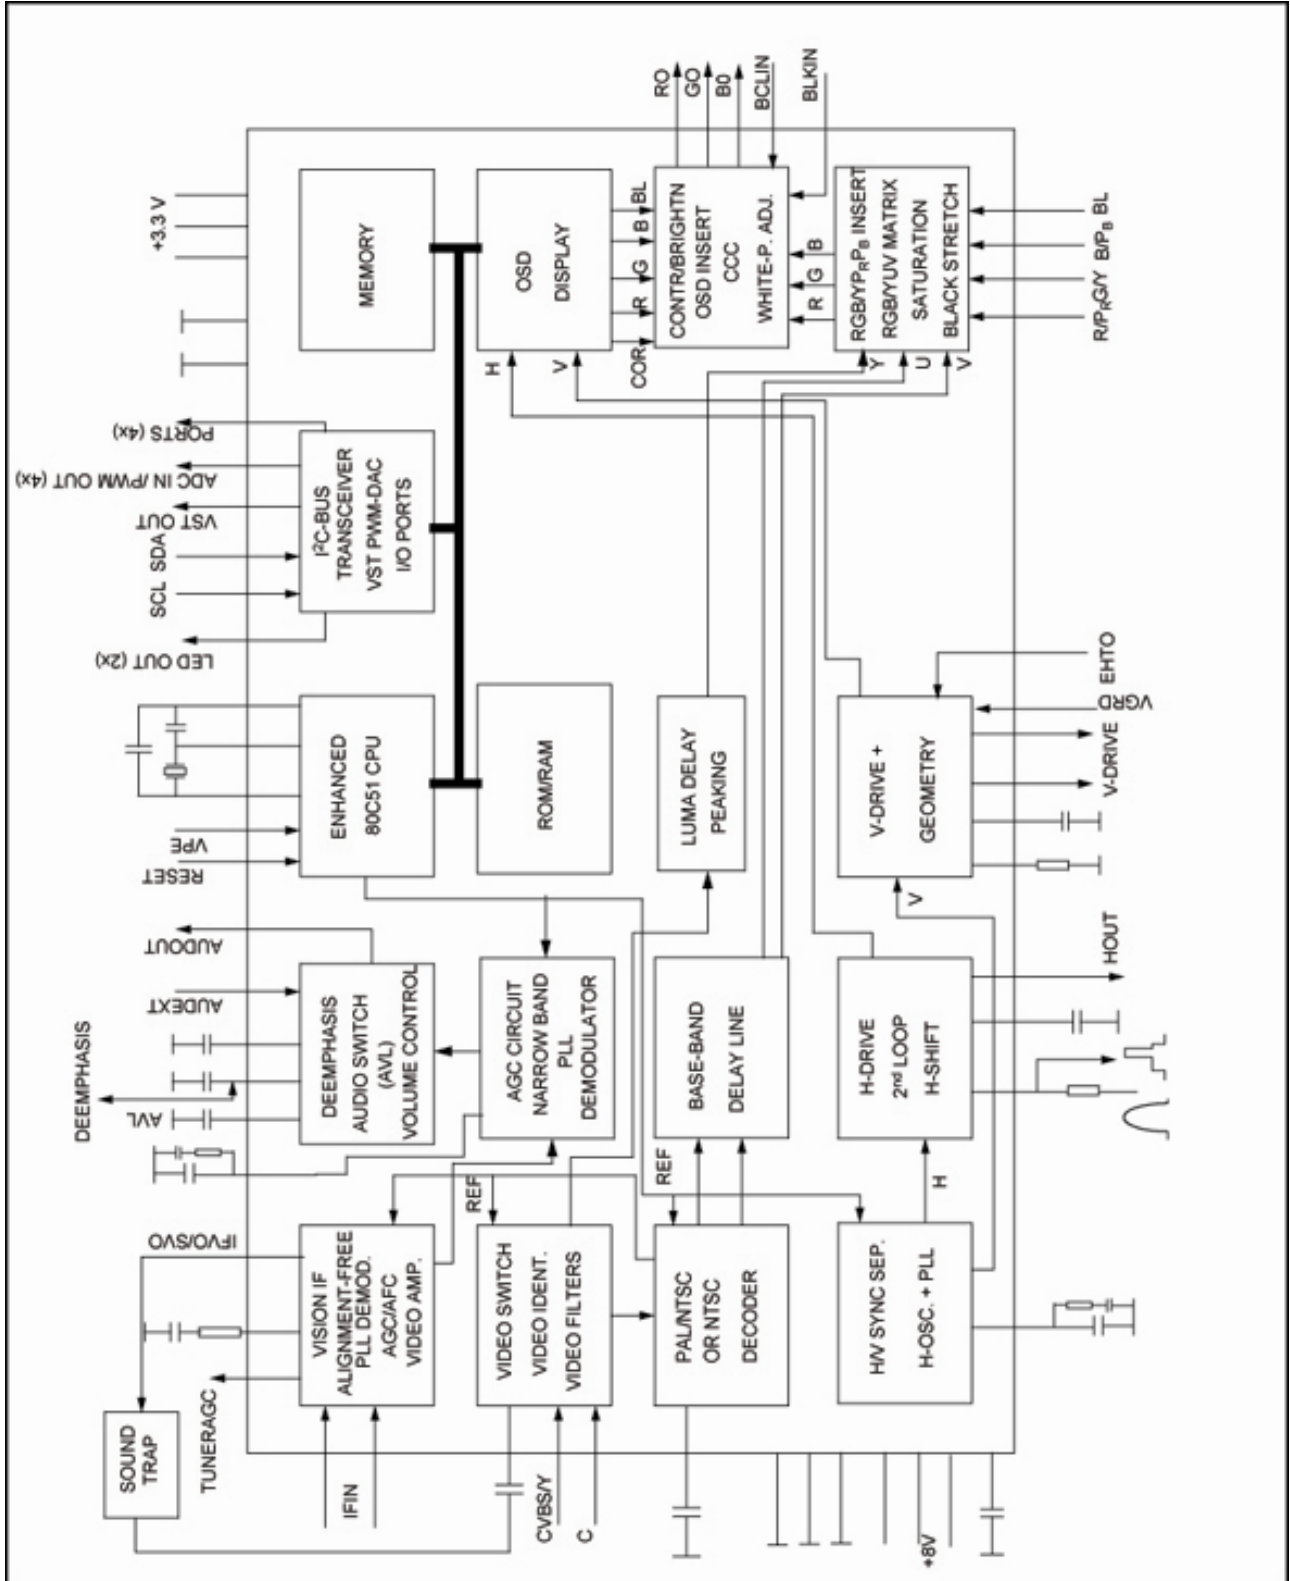 SOUND
TRAP
TUNERAGC
IFVO/SVO
AVL
DEEMPHASIS
AUDEXT
AUDOUT
RESET
VPE
LED OUT (2x)
SCL
SDA
VST OUT
ADC IN /PWM OUT (4x)
PORTS (4x)
+3.3 V
IFIN
VISION IF
ALIGNMENT-FREE
PLL DEMOD.
AGC/AFC
VIDEO AMP.
DEEMPHASIS
AUDIO SWITCH
(AVL)
VOLUME CONTROL
ENHANCED
80C51 CPU
I²C-BUS
TRANSCEIVER
VST PWM-DAC
I/O PORTS
MEMORY
CVBS/Y
C
REF
VIDEO SWITCH
VIDEO IDENT.
VIDEO FILTERS
AGC CIRCUIT
NARROW BAND
PLL
DEMODULATOR
ROM/RAM
H
V
OSD
DISPLAY
COR
R
G
B
BL
REF
PAL/NTSC
OR NTSC
DECODER
BASE-BAND
DELAY LINE
LUMA DELAY
PEAKING
CONTR/BRIGHTN
OSD INSERT
CCC
WHITE-P. ADJ.
RO
GO
B0
BCLIN
BLKIN
R
G
B
Y
U
V
RGB/YPRPB INSERT
RGB/YUV MATRIX
SATURATION
BLACK STRETCH
H/V SYNC SEP.
H-OSC. + PLL
H
H-DRIVE
2nd LOOP
H-SHIFT
V
V-DRIVE +
GEOMETRY
+8V
HOUT
V-DRIVE
VGRD
EHTO
R/PR
G/Y
B/PB
BL